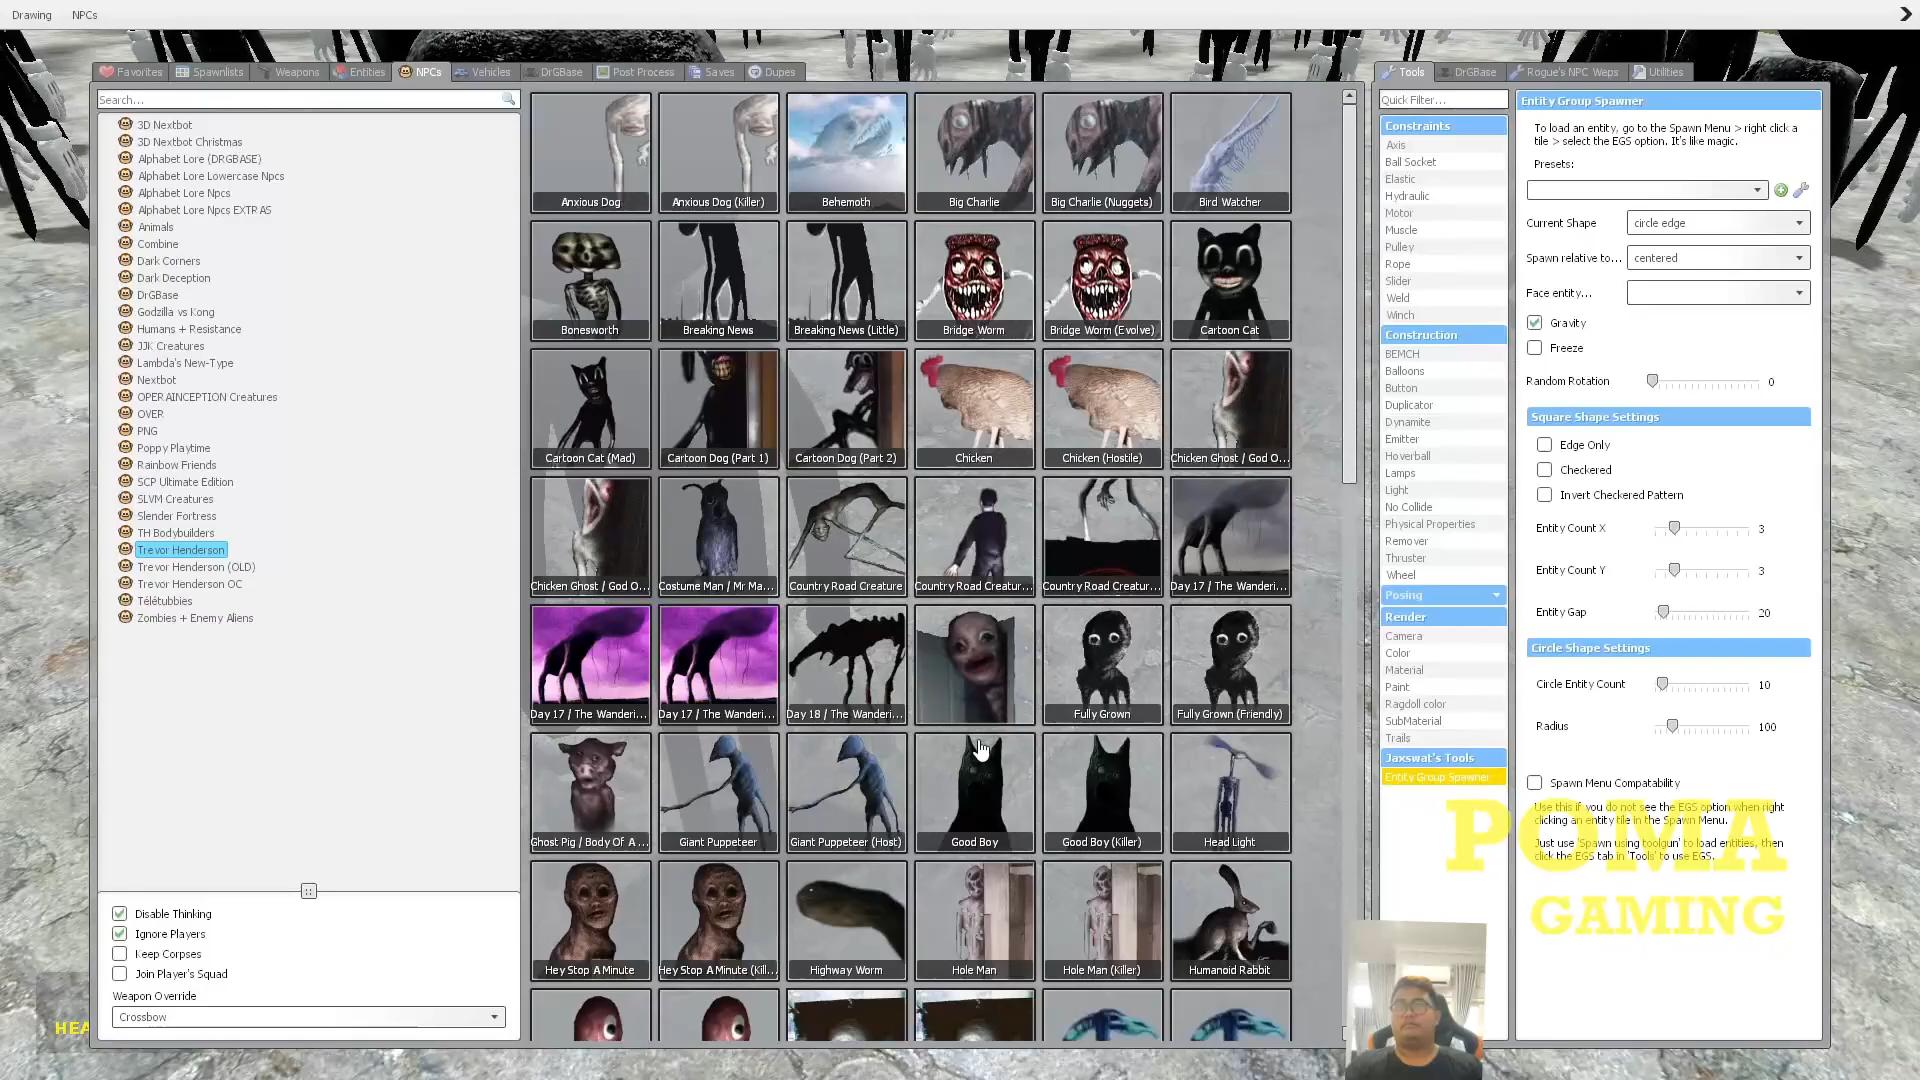 Drawing NPCs
Favorites Spawnlists Weapons Entities NPCs Vehicles DrGBase Post Process Saves Dupes
Search...
3D Nextbot
3D Nextbot Christmas
Alphabet Lore (DRGBASE)
Alphabet Lore Lowercase Npcs
Alphabet Lore Npcs
Alphabet Lore Npcs EXTRAS
Animals
Combine
Dark Corners
Dark Deception
DrGBase
Godzilla vs Kong
Humans + Resistance
JJK Creatures
Lambda's New-Type
Nextbot
OPERAINCEPTION Creatures
OVER
PNG
Poppy Playtime
Rainbow Friends
SCP Ultimate Edition
SLVM Creatures
Slender Fortress
TH Bodybuilders
Trevor Henderson
Trevor Henderson (OLD)
Trevor Henderson OC
Télétubbies
Zombies + Enemy Aliens
Disable Thinking
Ignore Players
Keep Corpses
Join Player's Squad
Weapon Override
Crossbow
HEA
Anxious Dog Anxious Dog (Killer) Behemoth Big Charlie Big Charlie (Nuggets) Bird Watcher
Bonesworth Breaking News Breaking News (Little) Bridge Worm Bridge Worm (Evolve) Cartoon Cat
Cartoon Cat (Mad) Cartoon Dog (Part 1) Cartoon Dog (Part 2) Chicken Chicken (Hostile) Chicken Ghost / God O...
Chicken Ghost / God O... Costume Man / Mr Ma... Country Road Creature Country Road Creatur... Country Road Creatur... Day 17 / The Wanderi...
Day 17 / The Wanderi... Day 17 / The Wanderi... Day 18 / The Wanderi... Fully Grown Fully Grown (Friendly)
Ghost Pig / Body Of A ... Giant Puppeteer Giant Puppeteer (Host) Good Boy Good Boy (Killer) Head Light
Hey Stop A Minute Hey Stop A Minute (Kill... Highway Worm Hole Man Hole Man (Killer) Humanoid Rabbit
Tools DrGBase Rogue's NPC Weps Utilities
Quick Filter...
Constraints
Axis
Ball Socket
Elastic
Hydraulic
Motor
Muscle
Pulley
Rope
Slider
Weld
Winch
Construction
BEMCH
Balloons
Button
Duplicator
Dynamite
Emitter
Hoverball
Lamps
Light
No Collide
Physical Properties
Remover
Thruster
Wheel
Posing
Render
Camera
Color
Material
Paint
Ragdoll color
SubMaterial
Trails
Jaxswat's Tools
Entity Group Spawner
Entity Group Spawner
To load an entity, go to the Spawn Menu > right click a
tile > select the EGS option. It's like magic.
Presets:
Current Shape circle edge
Spawn relative to... centered
Face entity...
Gravity
Freeze
Random Rotation 0
Square Shape Settings
Edge Only
Checkered
Invert Checkered Pattern
Entity Count X 3
Entity Count Y 3
Entity Gap 20
Circle Shape Settings
Circle Entity Count 10
Radius 100
Spawn Menu Compatability
Use this if you do not see the EGS option when right
clicking an entity tile in the Spawn Menu.
Just use 'Spawn using toolgun' to load entities, then
click the EGS tab in 'Tools' to use EGS.
POMA
GAMING